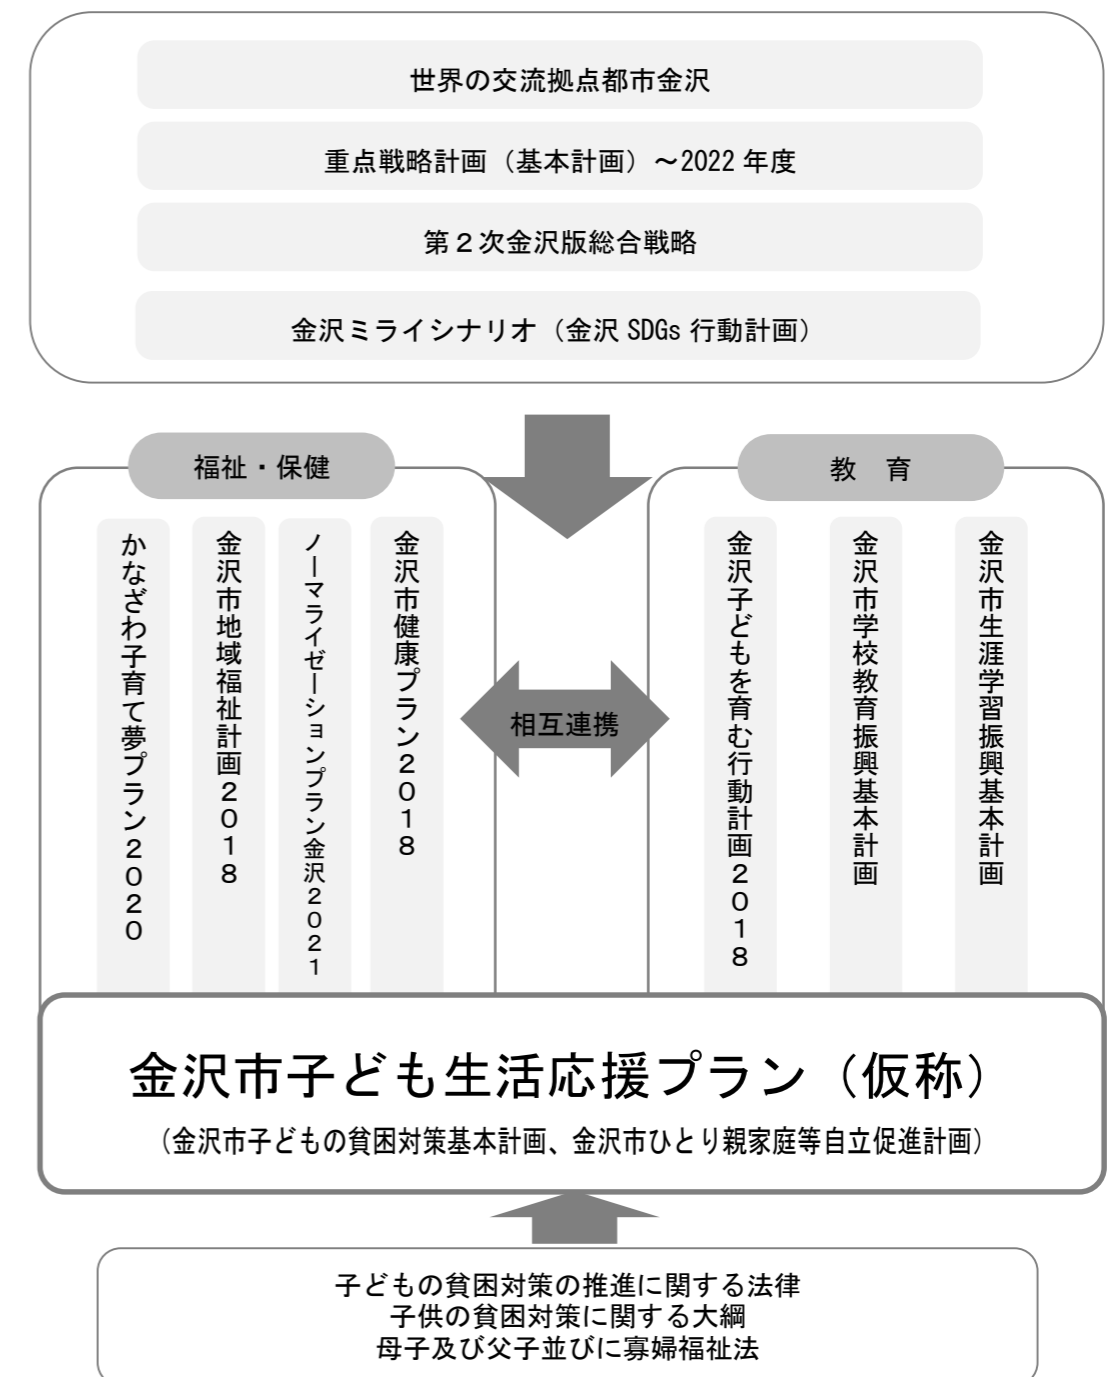 世界の交流拠点都市金沢
重点戦略計画（基本計画）～2022 年度
第２次金沢版総合戦略
金沢ミライシナリオ（金沢 SDGs 行動計画）
福祉・保健
かなざわ子育て夢プラン２０２０
金沢市地域福祉計画２０１８
ノーマライゼーションプラン金沢２０２１
金沢市健康プラン２０１８
相互連携
教　育
金沢子どもを育む行動計画２０１８
金沢市学校教育振興基本計画
金沢市生涯学習振興基本計画
金沢市子ども生活応援プラン（仮称）
（金沢市子どもの貧困対策基本計画、金沢市ひとり親家庭等自立促進計画）
子どもの貧困対策の推進に関する法律
子供の貧困対策に関する大綱
母子及び父子並びに寡婦福祉法